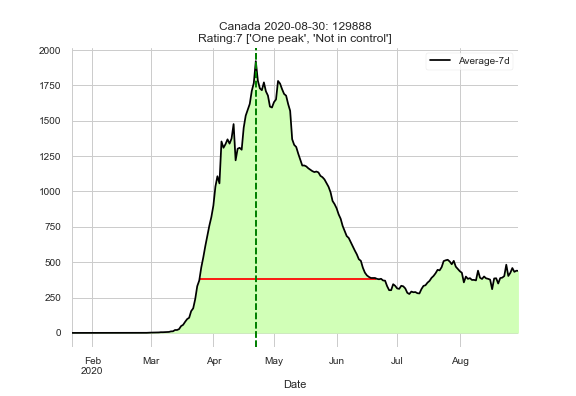 Canada 2020-08-30: 129888
Rating:7 ['One peak', 'Not in control']
Average-7d
2000
1750
1500
1250
1000
750
500
250
0
Feb Mar Apr May Jun Jul Aug
2020
Date